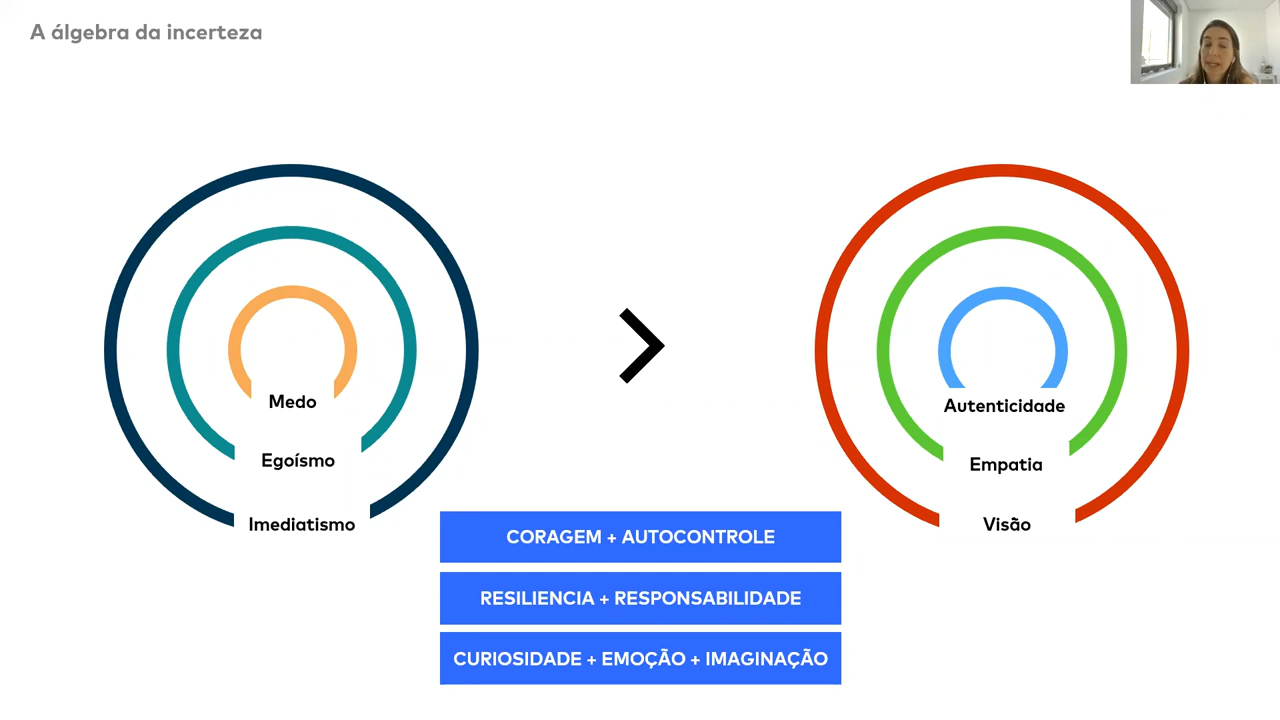 A álgebra da incerteza
Medo
Egoísmo
Imediatismo
Autenticidade
Empatia
Visão
CORAGEM + AUTOCONTROLE
RESILIENCIA + RESPONSABILIDADE
CURIOSIDADE + EMOÇÃO + IMAGINAÇÃO